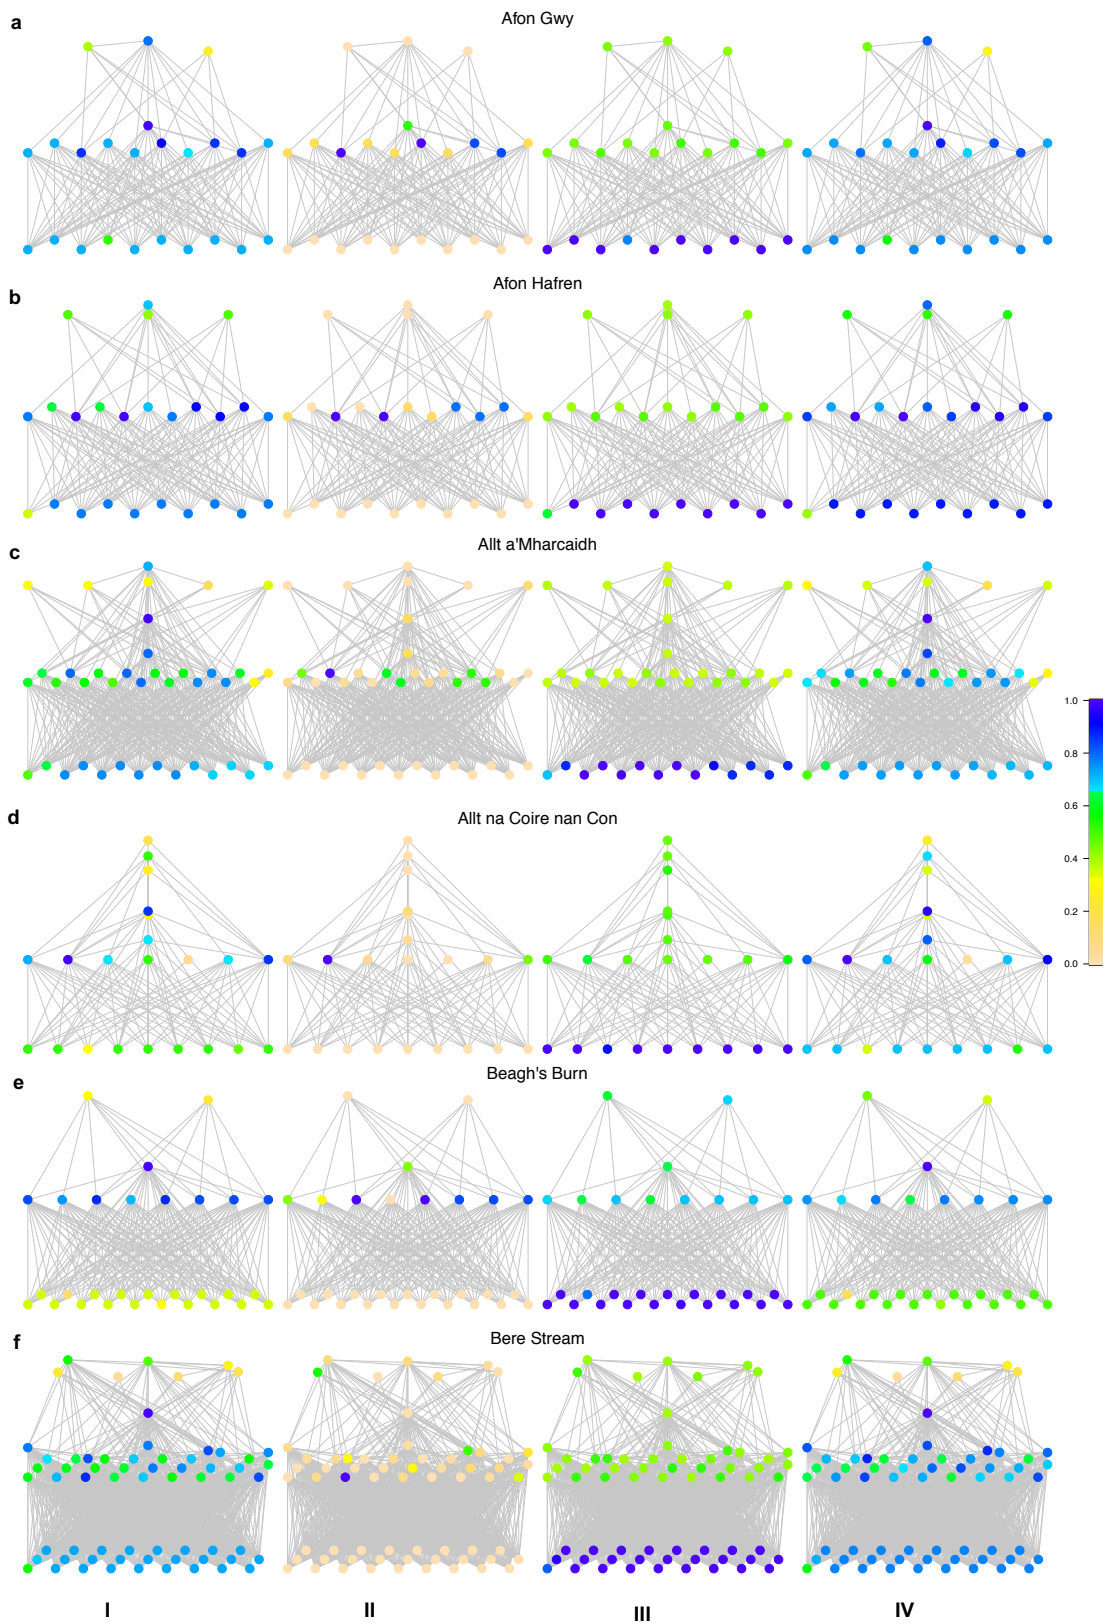 a
Afon Gwy
b
Afon Hafren
c
Allt a'Mharcaidh
1.0
0.8
0.6
0.4
0.2
0.0
d
Allt na Coire nan Con
e
Beagh's Burn
f
Bere Stream
I
II
III
IV